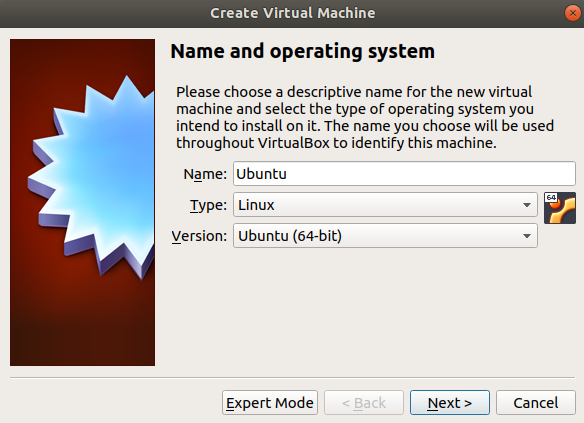 Create Virtual Machine
Name and operating system
Please choose a descriptive name for the new virtual
machine and select the type of operating system you
intend to install on it. The name you choose will be used
throughout VirtualBox to identify this machine.
Name: Ubuntu
Type: Linux
64
Version: Ubuntu (64-bit)
Expert Mode < Back Next > Cancel